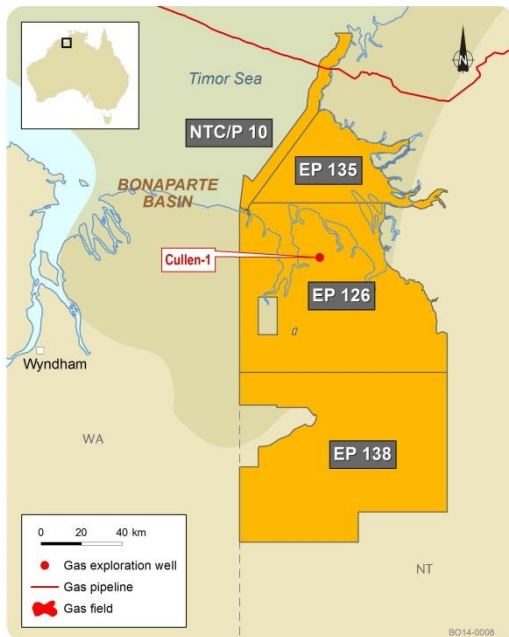 N
Timor Sea
NTC/P 10
EP 135
BONAPARTE
BASIN
Cullen-1
EP 126
Wyndham
WA
EP 138
0 20 40 km
Gas exploration well
Gas pipeline
Gas field
NT
BO14-0008